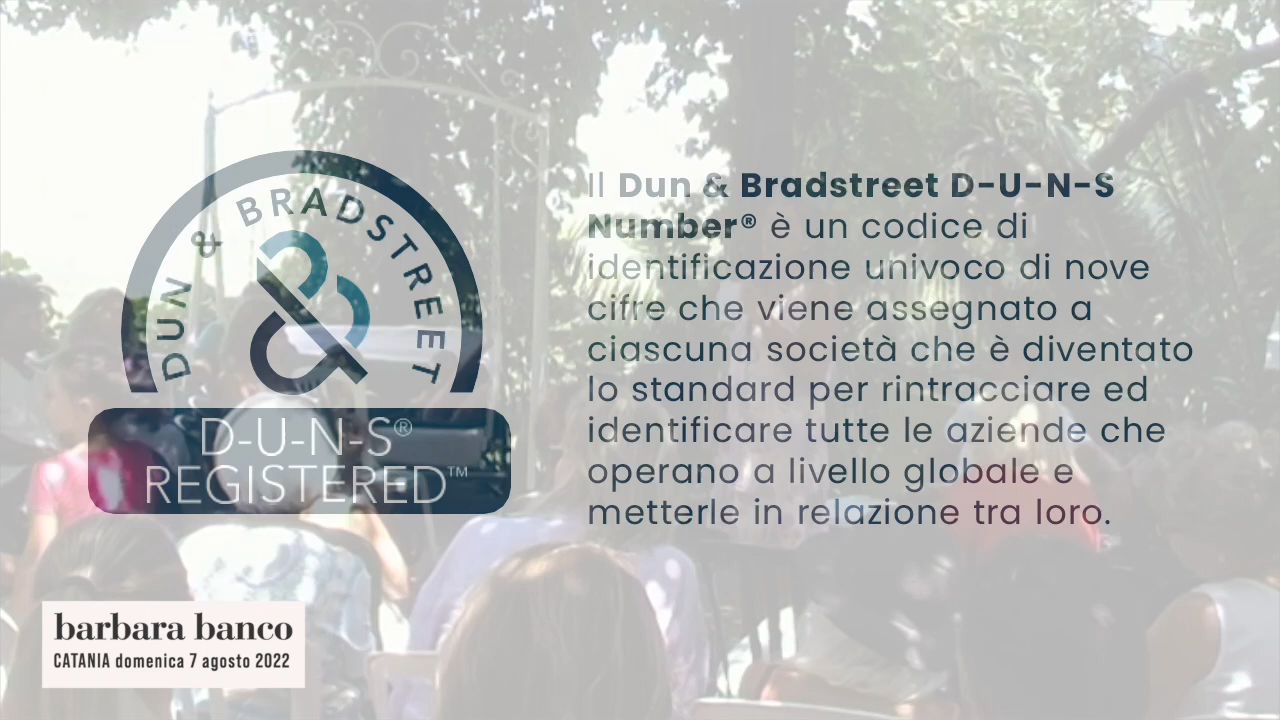 DUN & BRADSTREET
D-U-N-S®
REGISTERED™
Il Dun & Bradstreet D-U-N-S
Number® è un codice di
identificazione univoco di nove
cifre che viene assegnato a
ciascuna società che è diventato
lo standard per rintracciare ed
identificare tutte le aziende che
operano a livello globale e
metterle in relazione tra loro.
barbara banco
CATANIA domenica 7 agosto 2022